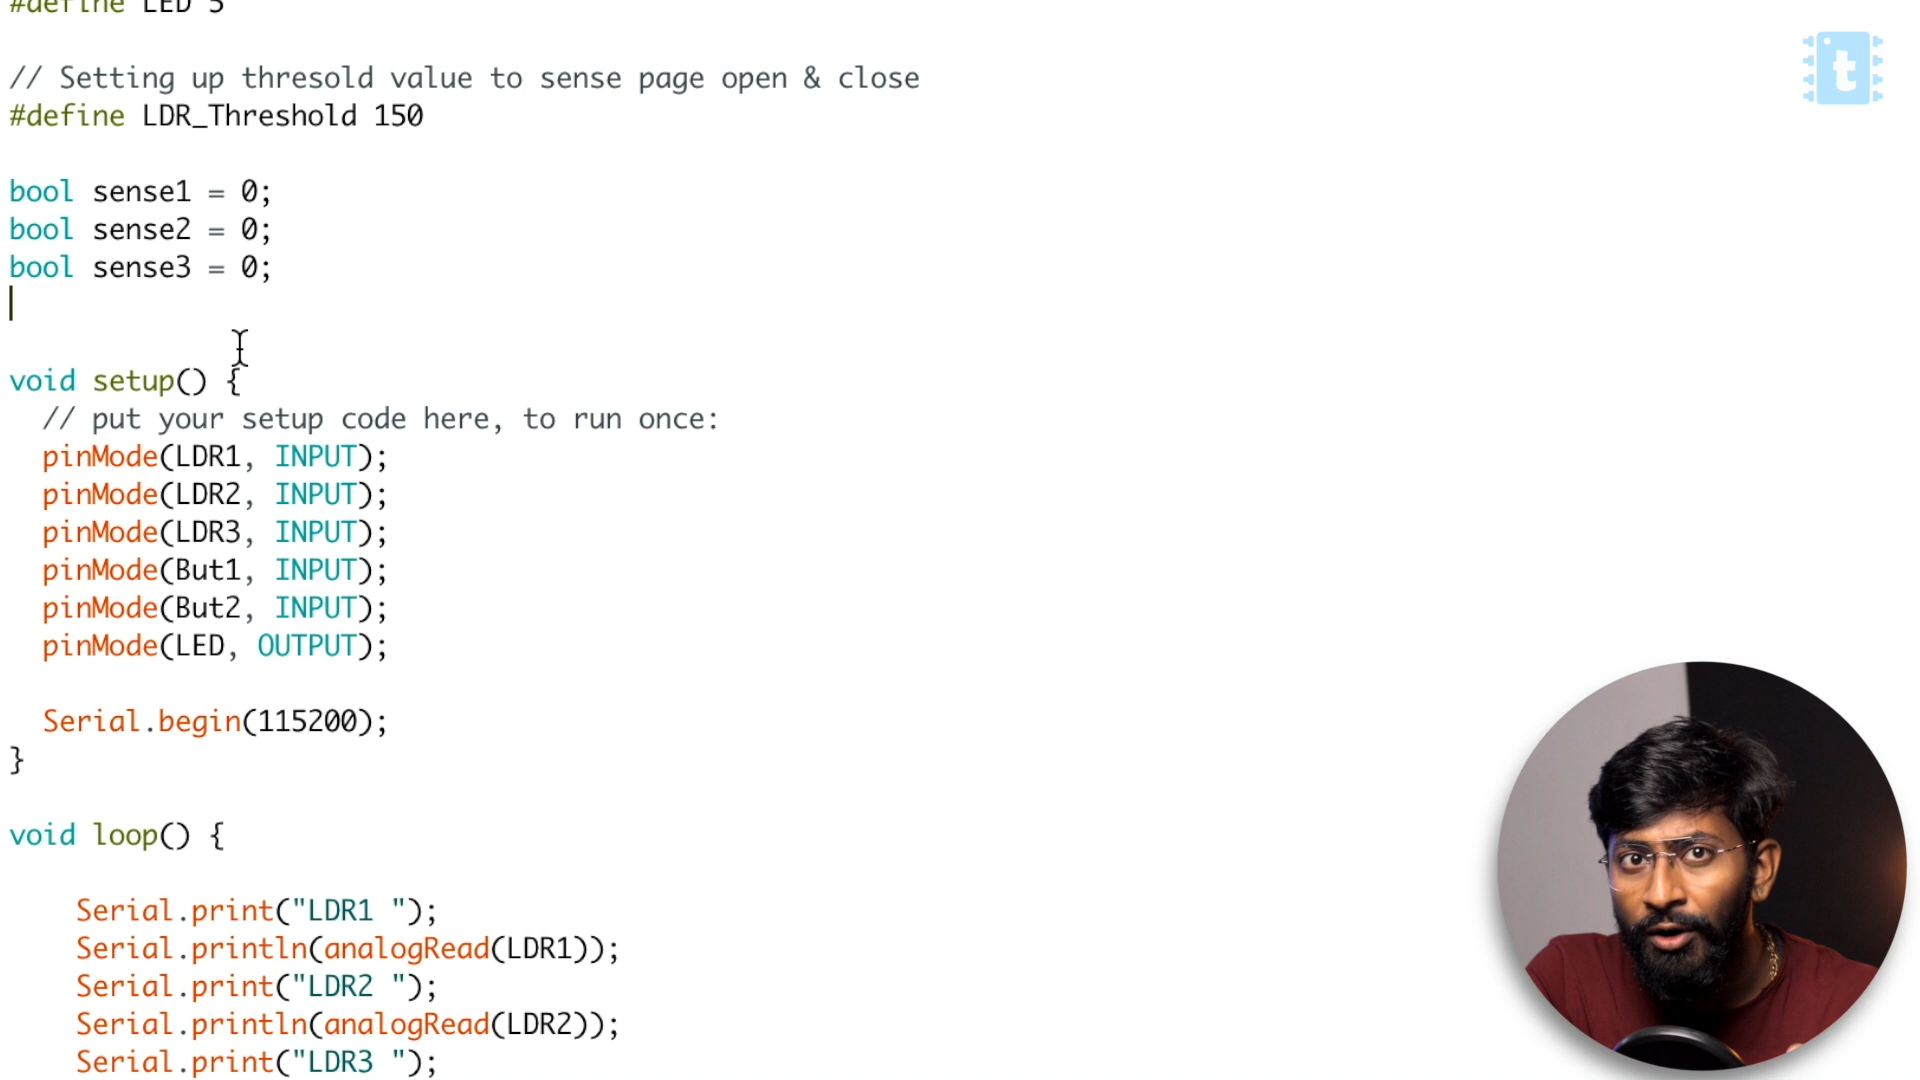 #define LED 5
// Setting up thresold value to sense page open & close
#define LDR_Threshold 150
bool sense1 = 0;
bool sense2 = 0;
bool sense3 = 0;
void setup() {
// put your setup code here, to run once:
pinMode(LDR1, INPUT);
pinMode(LDR2, INPUT);
pinMode(LDR3, INPUT);
pinMode(But1, INPUT);
pinMode(But2, INPUT);
pinMode(LED, OUTPUT);
Serial.begin(115200);
}
void loop() {
Serial.print("LDR1 ");
Serial.println(analogRead(LDR1));
Serial.print("LDR2 ");
Serial.println(analogRead(LDR2));
Serial.print("LDR3 ");
t